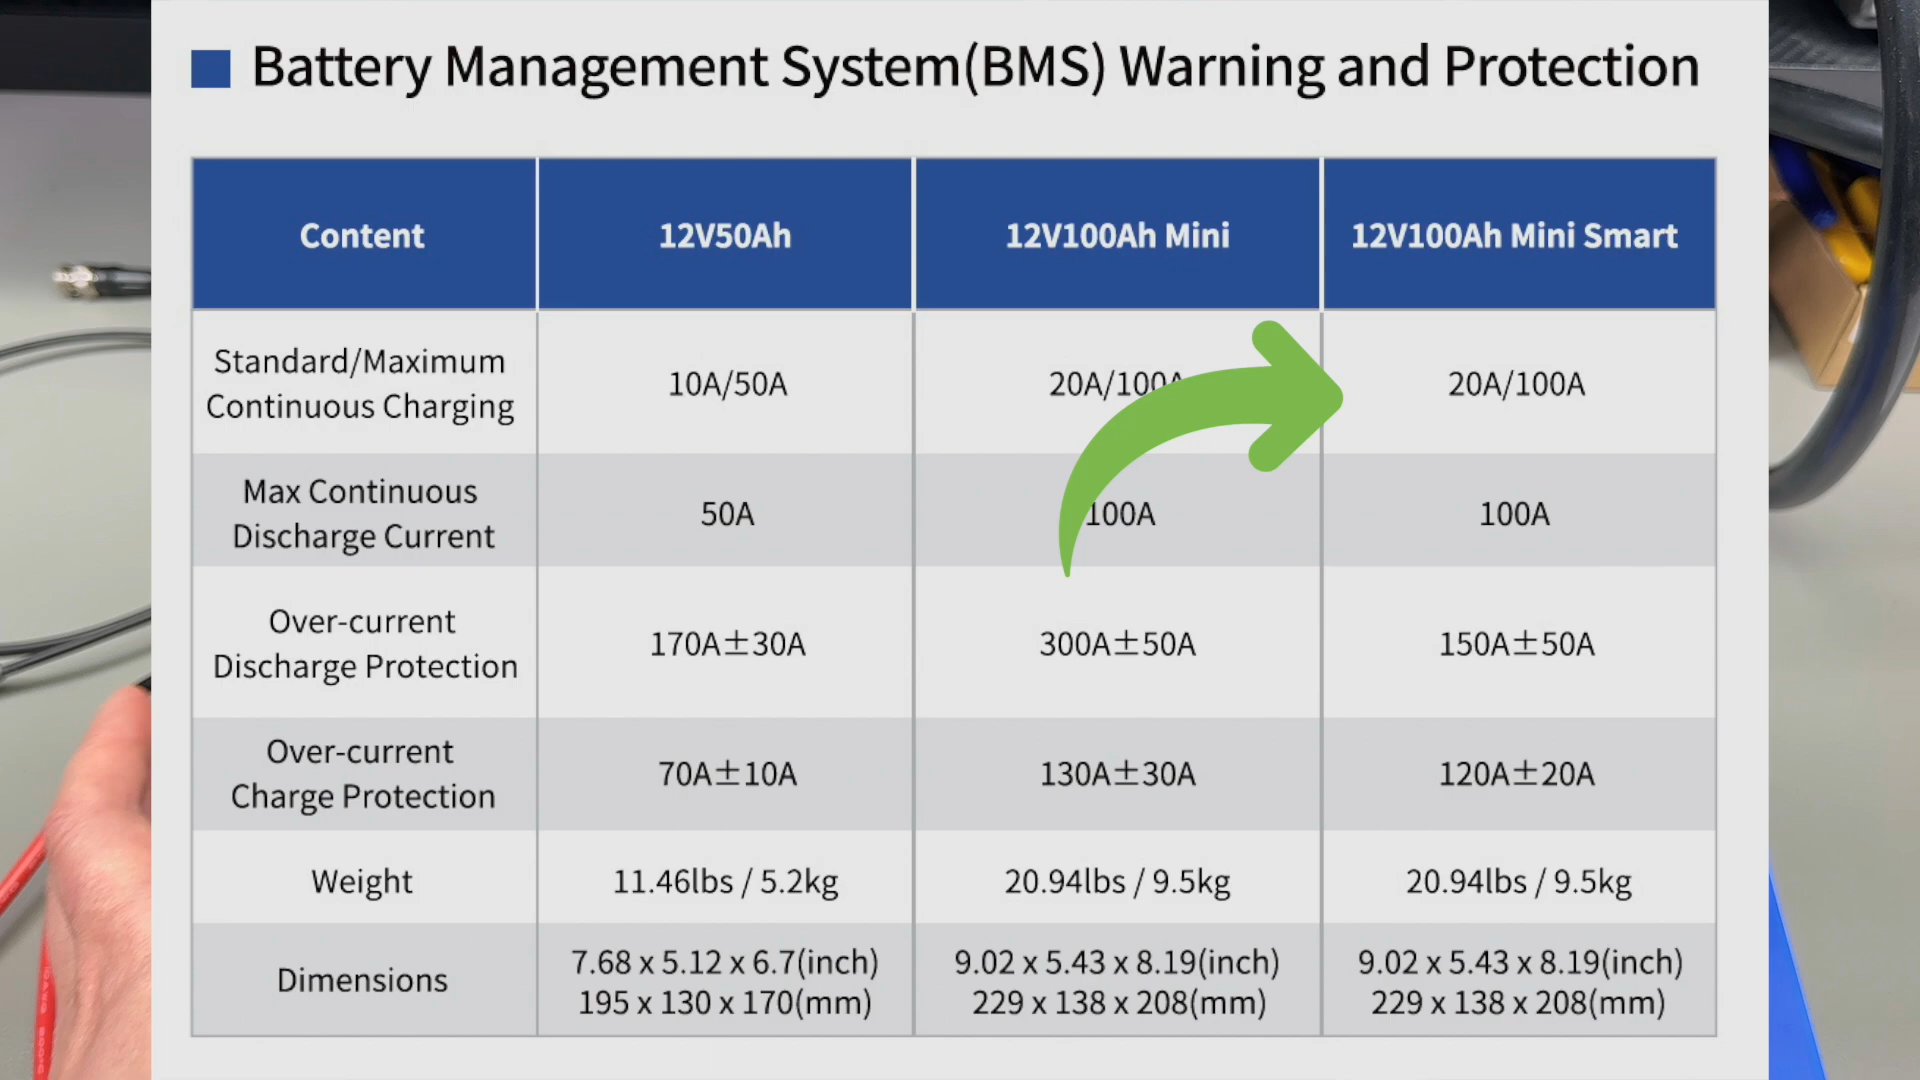 Battery Management System(BMS) Warning and Protection
Content
12V50Ah
12V100Ah Mini
12V100Ah Mini Smart
Standard/Maximum
Continuous Charging
10A/50A
20A/100A
20A/100A
Max Continuous
Discharge Current
50A
100A
100A
Over-current
Discharge Protection
170A±30A
300A±50A
150A±50A
Over-current
Charge Protection
70A±10A
130A±30A
120A±20A
Weight
11.46lbs / 5.2kg
20.94lbs / 9.5kg
20.94lbs / 9.5kg
Dimensions
7.68 x 5.12 x 6.7(inch)
195 x 130 x 170(mm)
9.02 x 5.43 x 8.19(inch)
229 x 138 x 208(mm)
9.02 x 5.43 x 8.19(inch)
229 x 138 x 208(mm)